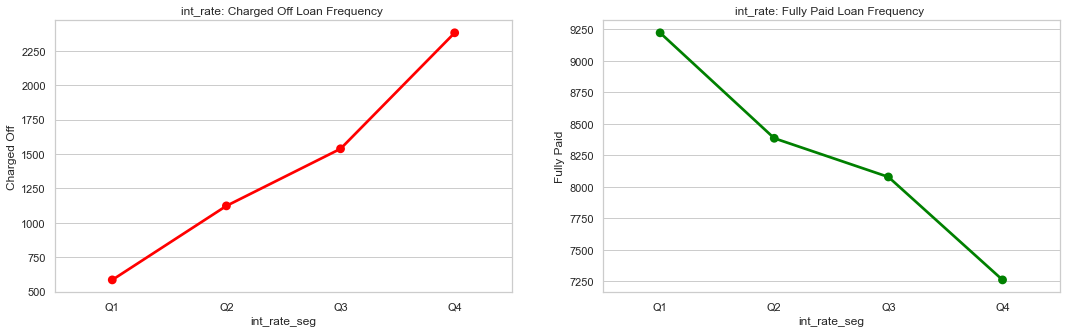 int_rate: Charged Off Loan Frequency
2250
2000
1750
1500
1250
1000
750
500
Charged Off
Q1 Q2 Q3 Q4
int_rate_seg
int_rate: Fully Paid Loan Frequency
9250
9000
8750
8500
8250
8000
7750
7500
7250
Fully Paid
Q1 Q2 Q3 Q4
int_rate_seg